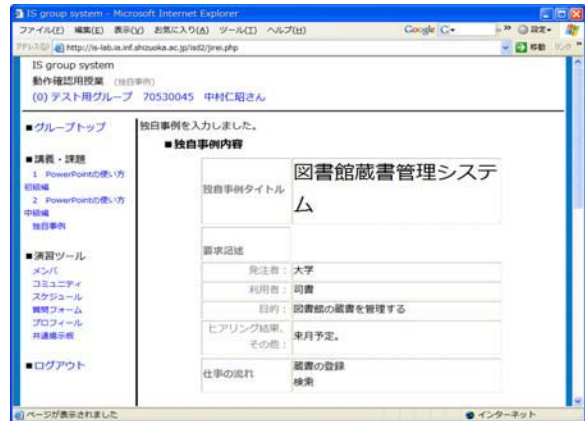 IS group system - Microsoft Internet Explorer
ファイル(F) 編集(E) 表示(V) お気に入り(A) ツール(T) ヘルプ(H)
Google
アドレス(D) http://is-lab.ia.inf.shizuoka.ac.jp/isd2/jirei.php 移動
IS group system
動作確認用授業 (独自事例)
(0) テスト用グループ 70530045 中村仁昭さん
■グループトップ
■講義・課題
1 PowerPointの使い方
初級編
2 PowerPointの使い方
中級編
独自事例
■演習ツール
メンバ
コミュニティ
スケジュール
質問フォーム
プロフィール
共通掲示板
■ログアウト
独自事例を入力しました。
■独自事例内容
独自事例タイトル 図書館蔵書管理システ
ム
要求記述
発注者: 大学
利用者: 司書
目的: 図書館の蔵書を管理する
ヒアリング結果、
その他: 来月予定。
仕事の流れ 蔵書の登録
検索
ページが表示されました インターネット